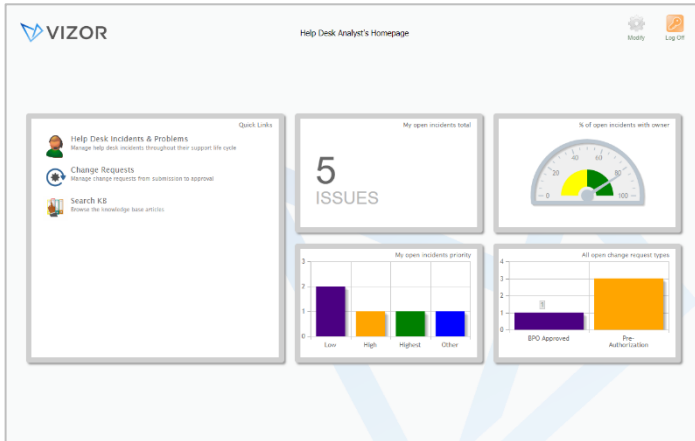 VIZOR
Help Desk Analyst's Homepage
Modify
Log Off
Quick Links
Help Desk Incidents & Problems
Manage help desk incidents throughout their support life cycle
Change Requests
Manage change requests from submission to approval
Search KB
Browse the knowledge base articles
My open incidents total
5
ISSUES
% of open incidents with owner
0
20
40
60
80
100
My open incidents priority
3
2
1
0
Low
High
Highest
Other
All open change request types
4
3
2
1
0
1
BPO Approved
Pre-
Authorization